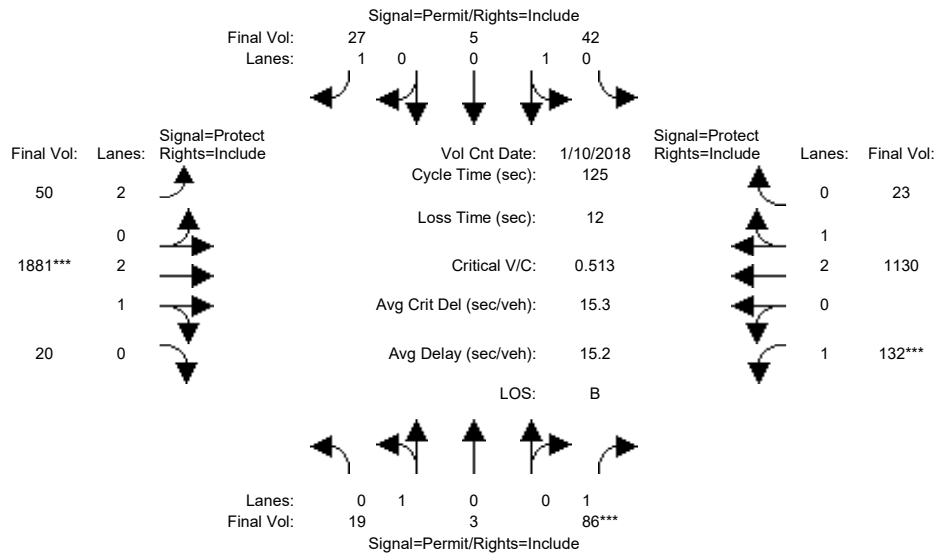 Signal=Permit/Rights=Include
Final Vol: 27 5 42
Lanes: 1 0 0 1 0
Signal=Protect
Final Vol: Lanes: Rights=Include
Vol Cnt Date: 1/10/2018
Signal=Protect
Rights=Include Lanes: Final Vol:
Cycle Time (sec): 125
50 2
0 23
Loss Time (sec): 12
0
1
1881*** 2
Critical V/C: 0.513
2 1130
1
Avg Crit Del (sec/veh): 15.3
0
20 0
Avg Delay (sec/veh): 15.2
1 132***
LOS: B
Lanes: 0 1 0 0 1
Final Vol: 19 3 86***
Signal=Permit/Rights=Include